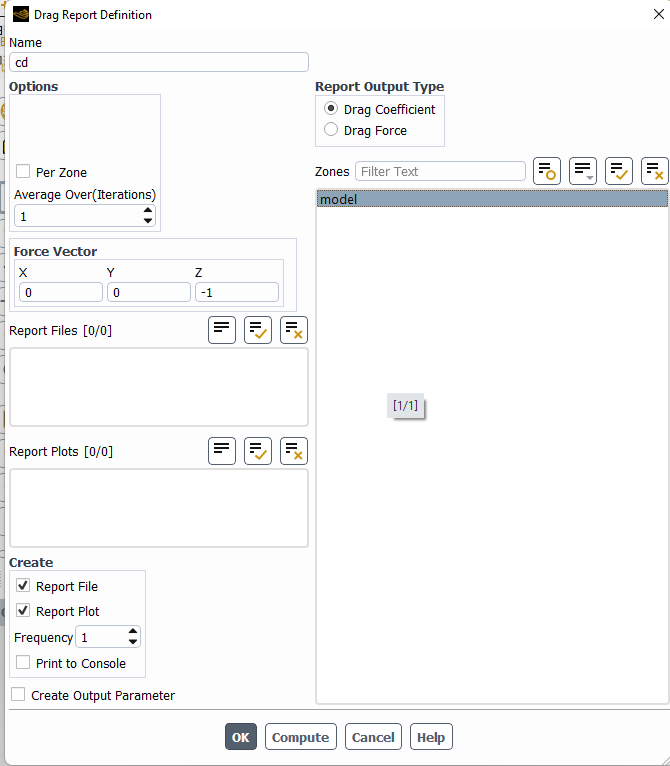 Drag Report Definition
Name
cd
Options
Per Zone
Average Over(Iterations)
1
Force Vector
X Y Z
0 0 -1
Report Files [0/0]
Report Plots [0/0]
Create
Report File
Report Plot
Frequency 1
Print to Console
Create Output Parameter
Report Output Type
Drag Coefficient
Drag Force
Zones Filter Text
model
[1/1]
OK Compute Cancel Help